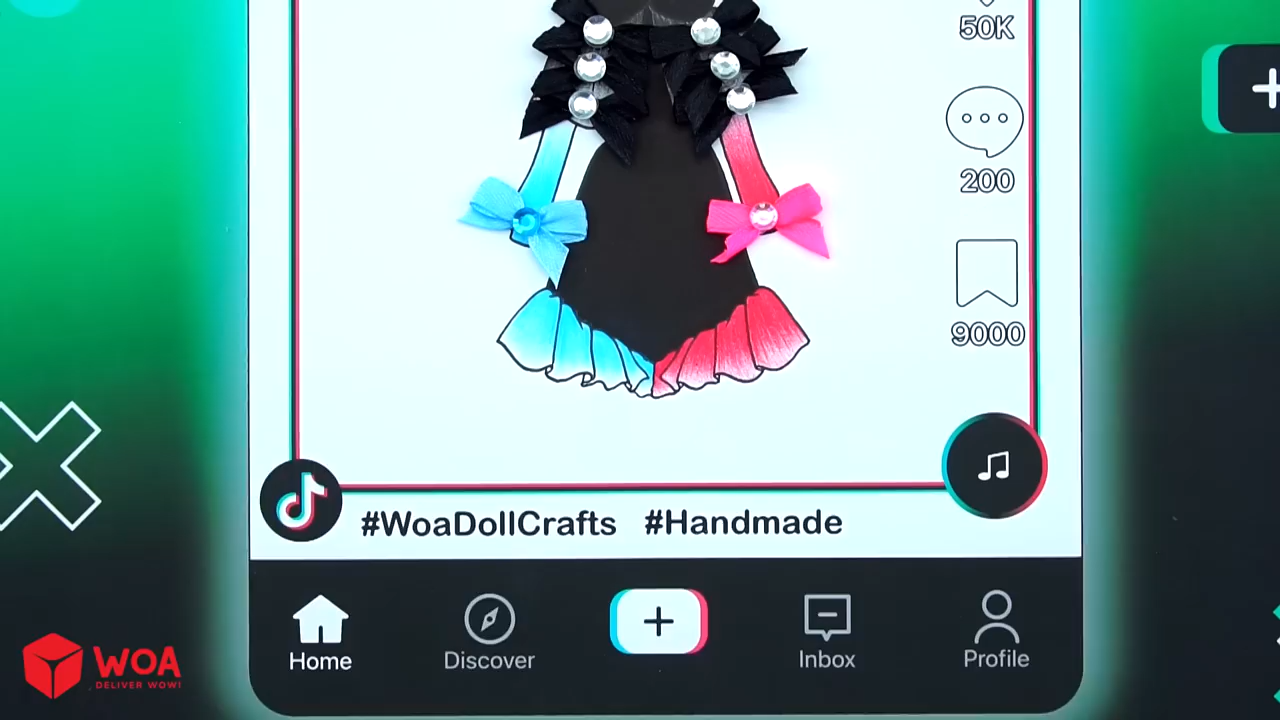 50K
200
9000
#WoaDollCrafts #Handmade
Home
Discover
Inbox
Profile
WOA
DELIVER WOW!